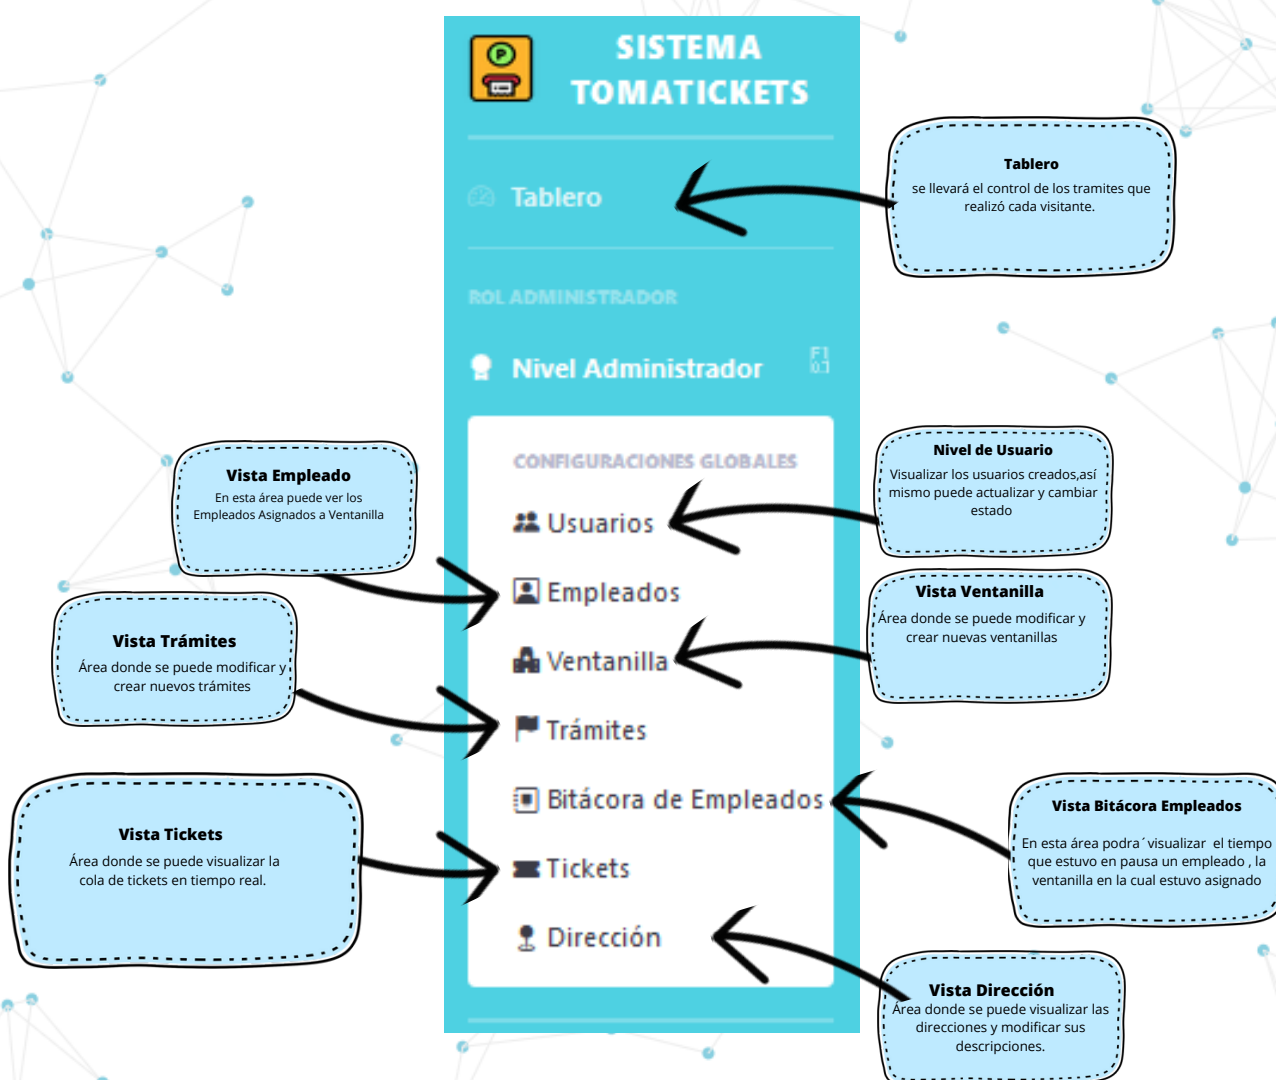 SISTEMA
TOMATICKETS
Tablero
ROL ADMINISTRADOR
Nivel Administrador
F1
07
CONFIGURACIONES GLOBALES
Usuarios
Empleados
Ventanilla
Trámites
Bitácora de Empleados
Tickets
Dirección
Tablero
se llevará el control de los tramites que
realizó cada visitante.
Nivel de Usuario
Visualizar los usuarios creados,así
mismo puede actualizar y cambiar
estado
Vista Empleado
En esta área puede ver los
Empleados Asignados a Ventanilla
Vista Ventanilla
Área donde se puede modificar y
crear nuevas ventanillas
Vista Trámites
Área donde se puede modificar y
crear nuevos trámites
Vista Bitácora Empleados
En esta área podra´visualizar el tiempo
que estuvo en pausa un empleado , la
ventanilla en la cual estuvo asignado
Vista Tickets
Área donde se puede visualizar la
cola de tickets en tiempo real.
Vista Dirección
Área donde se puede visualizar las
direcciones y modificar sus
descripciones.